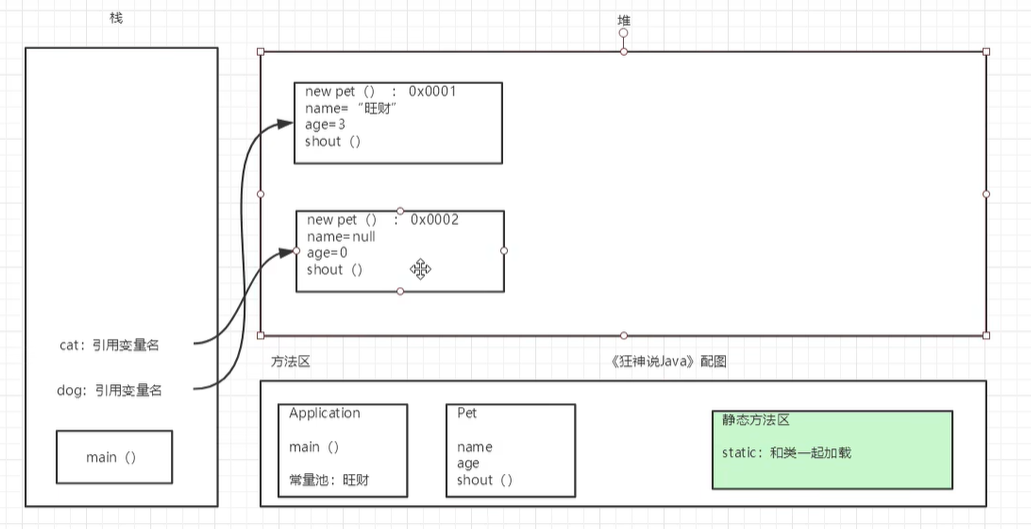 栈
堆
new pet（） ： 0x0001
name=“旺财”
age=3
shout（）
new pet（） ： 0x0002
name=null
age=0
shout（）
cat：引用变量名
dog：引用变量名
main（）
方法区
《狂神说Java》配图
Application
main（）
常量池：旺财
Pet
name
age
shout（）
静态方法区
static：和类一起加载